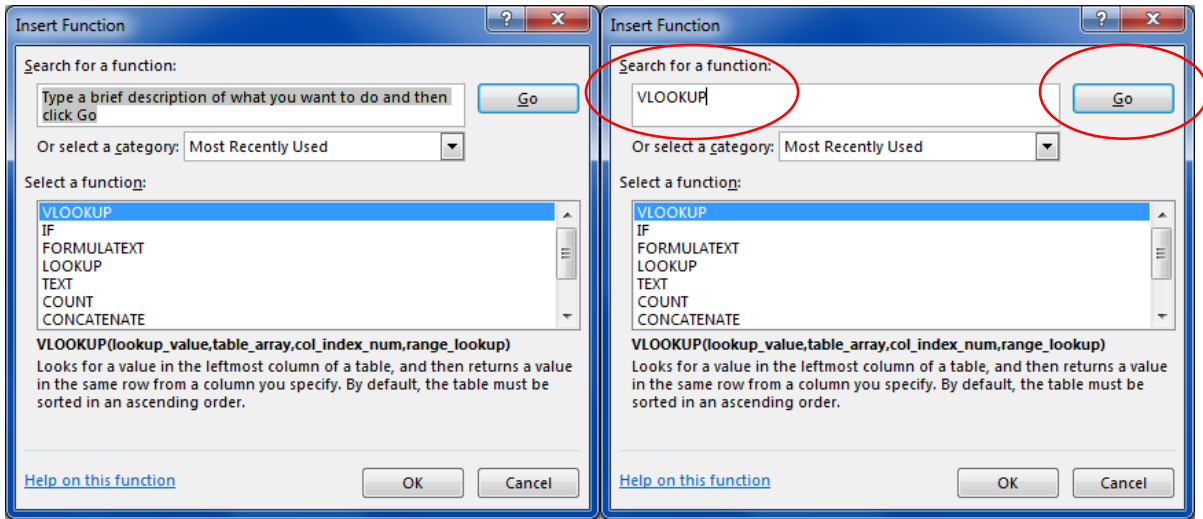 Insert Function
?
X
Search for a function:
Type a brief description of what you want to do and then
click Go
Go
Or select a category: Most Recently Used
Select a function:
VLOOKUP
IF
FORMULATEXT
LOOKUP
TEXT
COUNT
CONCATENATE
VLOOKUP(lookup_value,table_array,col_index_num,range_lookup)
Looks for a value in the leftmost column of a table, and then returns a value
in the same row from a column you specify. By default, the table must be
sorted in an ascending order.
Help on this function
OK
Cancel
Insert Function
?
X
Search for a function:
VLOOKUP
Go
Or select a category: Most Recently Used
Select a function:
VLOOKUP
IF
FORMULATEXT
LOOKUP
TEXT
COUNT
CONCATENATE
VLOOKUP(lookup_value,table_array,col_index_num,range_lookup)
Looks for a value in the leftmost column of a table, and then returns a value
in the same row from a column you specify. By default, the table must be
sorted in an ascending order.
Help on this function
OK
Cancel